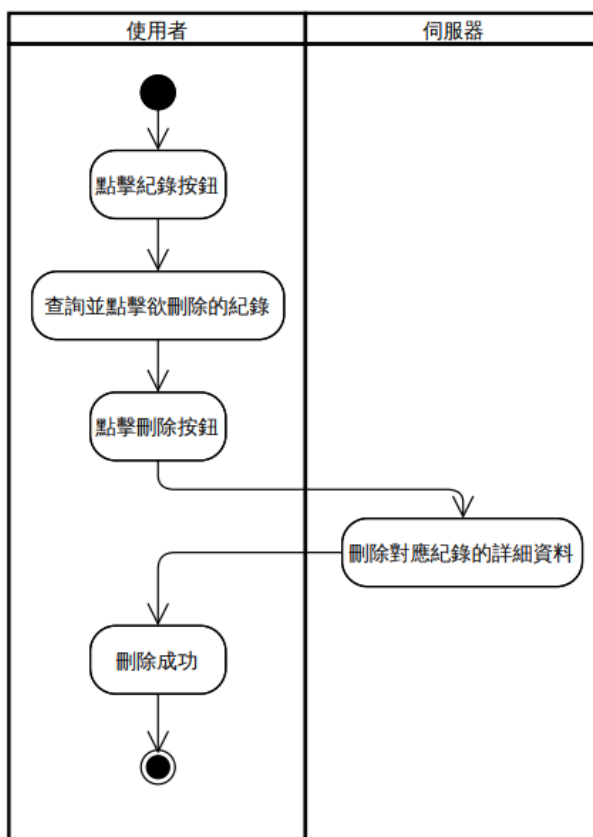 使用者
伺服器
點擊紀錄按鈕
查詢並點擊欲刪除的紀錄
點擊刪除按鈕
刪除對應紀錄的詳細資料
刪除成功